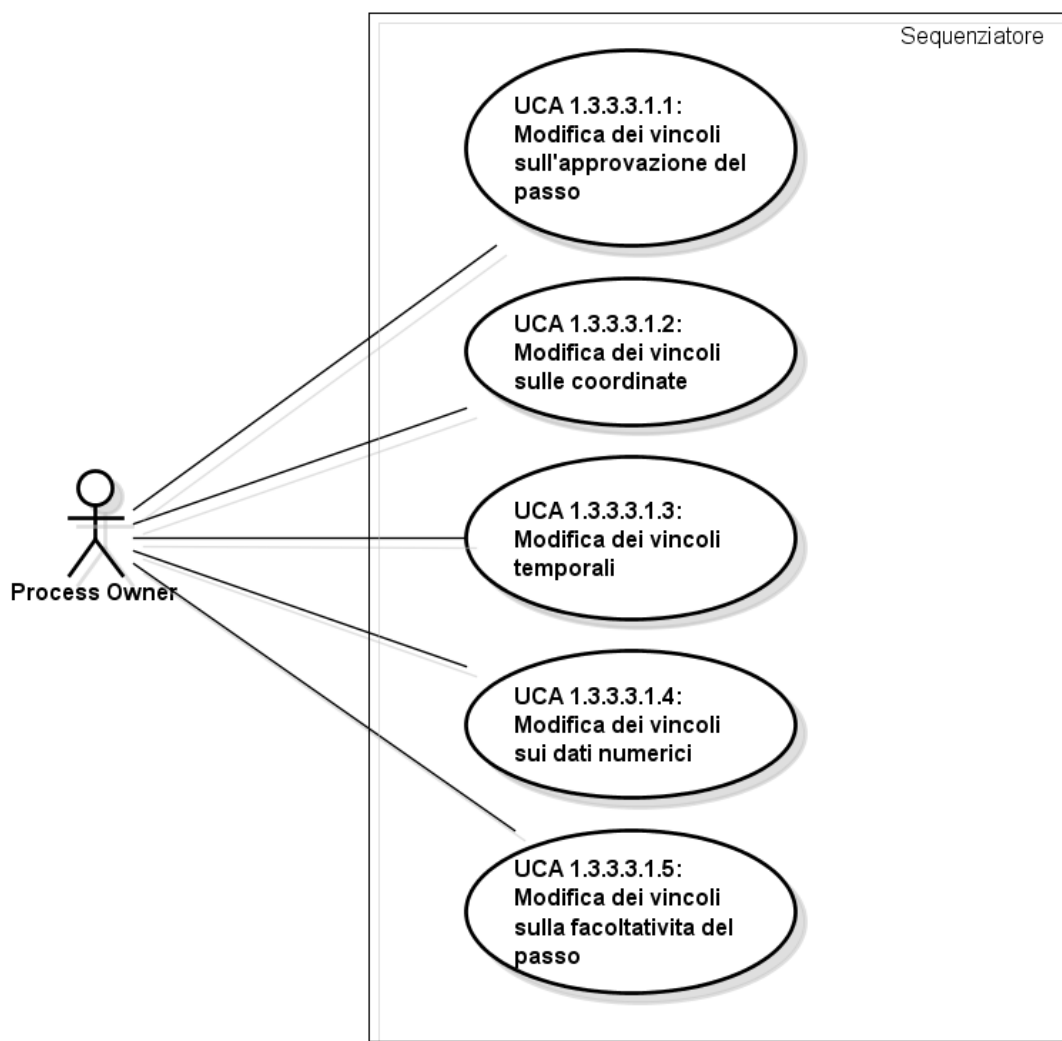 Sequenziatore
UCA 1.3.3.3.1.1:
Modifica dei vincoli
sull'approvazione del
passo
UCA 1.3.3.3.1.2:
Modifica dei vincoli
sulle coordinate
UCA 1.3.3.3.1.3:
Modifica dei vincoli
temporali
Process Owner
UCA 1.3.3.3.1.4:
Modifica dei vincoli
sui dati numerici
UCA 1.3.3.3.1.5:
Modifica dei vincoli
sulla facoltativita del
passo